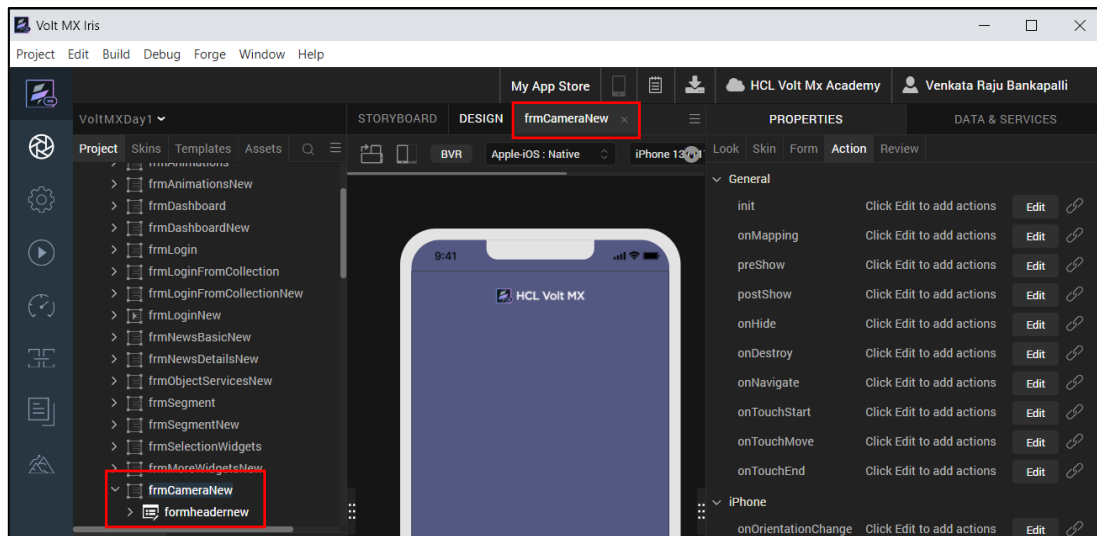 Volt MX Iris
Project Edit Build Debug Forge Window Help
My App Store HCL Volt Mx Academy Venkata Raju Bankapalli
VoltMXDay1 STORYBOARD DESIGN frmCameraNew × PROPERTIES DATA & SERVICES
Project Skins Templates Assets BVR Apple-iOS : Native iPhone 13 Look Skin Form Action Review
frmAnimations
frmAnimationsNew
frmDashboard
frmDashboardNew
frmLogin
frmLoginFromCollection
frmLoginFromCollectionNew
frmLoginNew
frmNewsBasicNew
frmNewsDetailsNew
frmObjectServicesNew
frmSegment
frmSegmentNew
frmSelectionWidgets
frmMoreWidgetsNew
frmCameraNew
formheadernew
9:41
HCL Volt MX
General
init Click Edit to add actions Edit
onMapping Click Edit to add actions Edit
preShow Click Edit to add actions Edit
postShow Click Edit to add actions Edit
onHide Click Edit to add actions Edit
onDestroy Click Edit to add actions Edit
onNavigate Click Edit to add actions Edit
onTouchStart Click Edit to add actions Edit
onTouchMove Click Edit to add actions Edit
onTouchEnd Click Edit to add actions Edit
iPhone
onOrientationChange Click Edit to add actions Edit